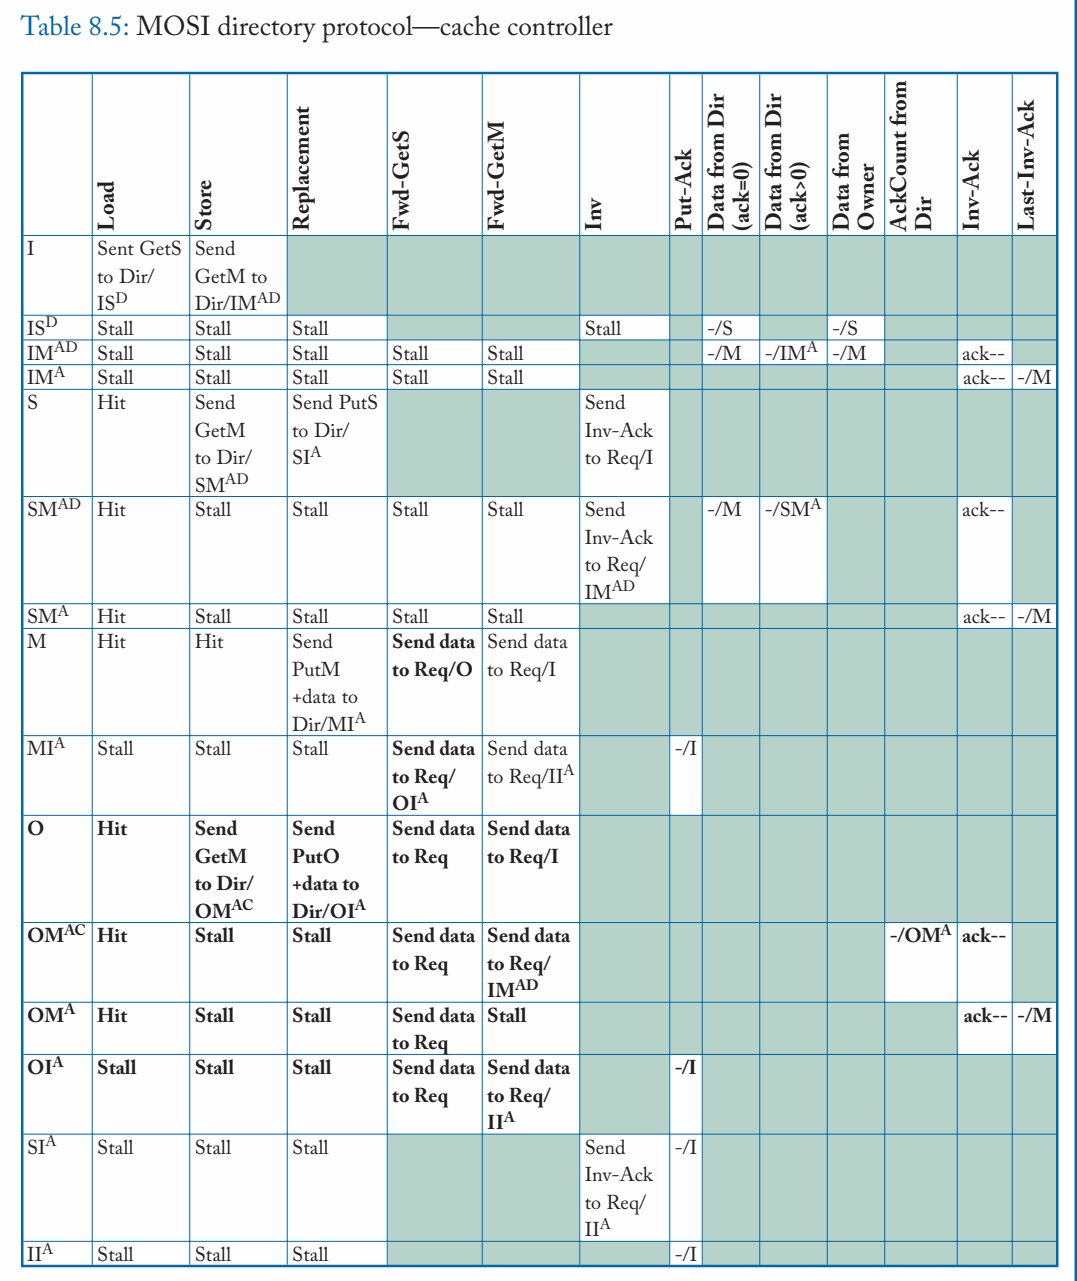 Table 8.5: MOSI directory protocol—cache controller
Load
Store
Replacement
Fwd-GetS
Fwd-GetM
Inv
Put-Ack
Data from Dir
(ack=0)
Data from Dir
(ack>0)
Data from
Owner
AckCount from
Dir
Inv-Ack
Last-Inv-Ack
I Sent GetS Send
to Dir/ GetM to
IS^D Dir/IM^AD
IS^D Stall Stall Stall Stall -/S -/S
IM^AD Stall Stall Stall Stall Stall -/M -/IM^A -/M ack--
IM^A Stall Stall Stall Stall Stall ack-- -/M
S Hit Send Send PutS Send
GetM to Dir/ Inv-Ack
to Dir/ SI^A to Req/I
SM^AD
SM^AD Hit Stall Stall Stall Stall Send -/M -/SM^A ack--
Inv-Ack
to Req/
IM^AD
SM^A Hit Stall Stall Stall Stall ack-- -/M
M Hit Hit Send Send data Send data
PutM to Req/O to Req/I
+data to
Dir/MI^A
MI^A Stall Stall Stall Send data Send data -/I
to Req/ to Req/II^A
OI^A
O Hit Send Send Send data Send data
GetM PutO to Req to Req/I
to Dir/ +data to
OM^AC Dir/OI^A
OM^AC Hit Stall Stall Send data Send data -/OM^A ack--
to Req to Req/
IM^AD
OM^A Hit Stall Stall Send data Stall ack-- -/M
to Req
OI^A Stall Stall Stall Send data Send data -/I
to Req to Req/
II^A
SI^A Stall Stall Stall Send -/I
Inv-Ack
to Req/
II^A
II^A Stall Stall Stall -/I